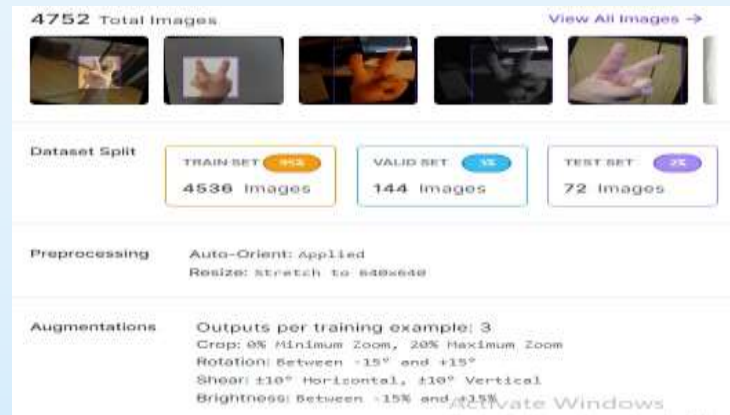 4752 Total Images
View All Images →
Dataset Split
TRAIN SET 95%
4536 Images
VALID SET 3%
144 Images
TEST SET 2%
72 Images
Preprocessing
Auto-Orient: Applied
Resize: Stretch to 640x640
Augmentations
Outputs per training example: 3
Crop: 0% Minimum Zoom, 20% Maximum Zoom
Rotation: Between -15° and +15°
Shear: ±10° Horizontal, ±10° Vertical
Brightness: Between -15% and +15%
Activate Windows